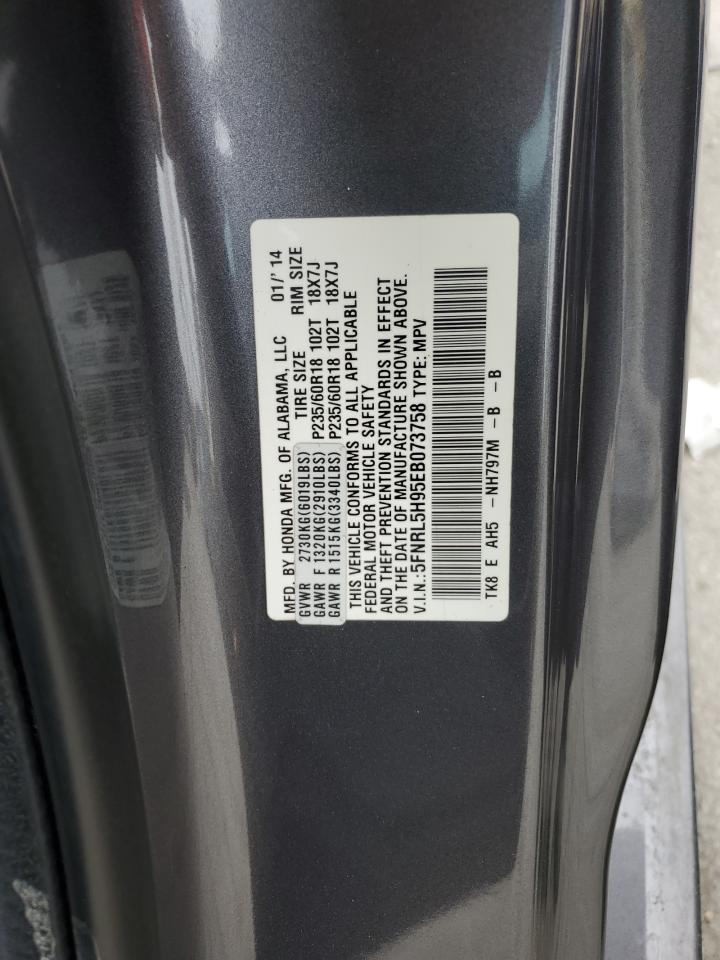 MFD. BY HONDA MFG. OF ALABAMA, LLC 01/' 14
TIRE SIZE RIM SIZE
GVWR 2730KG(6019LBS)
GAWR F 1320KG(2910LBS) P235/60R18 102T 18X7J
GAWR R 1515KG(3340LBS) P235/60R18 102T 18X7J
THIS VEHICLE CONFORMS TO ALL APPLICABLE
FEDERAL MOTOR VEHICLE SAFETY
AND THEFT PREVENTION STANDARDS IN EFFECT
ON THE DATE OF MANUFACTURE SHOWN ABOVE.
V.I.N.:5FNRL5H95EB073758 TYPE: MPV
TK8 E AH5 -NH797M -B -B